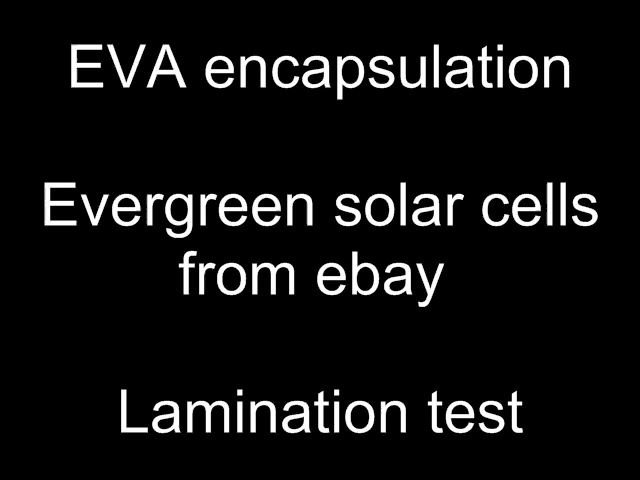 EVA encapsulation
Evergreen solar cells
from ebay
Lamination test